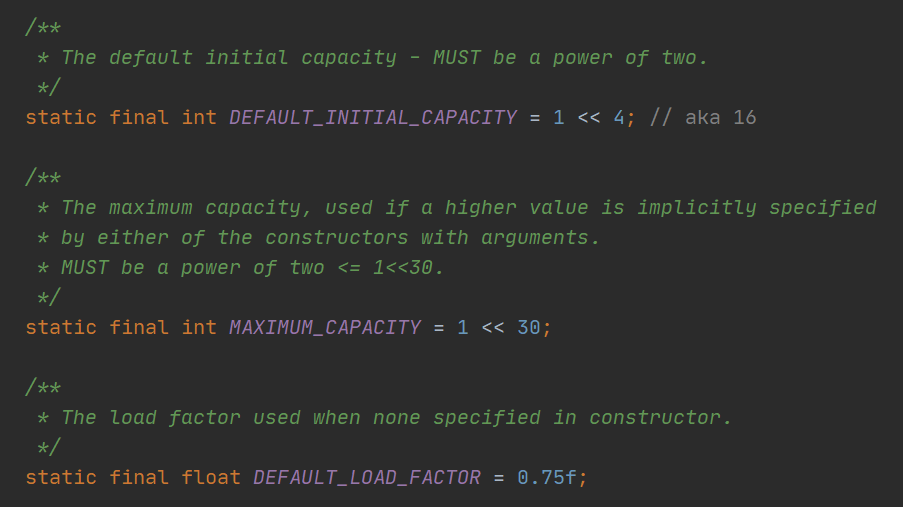 /**
 * The default initial capacity - MUST be a power of two.
 */
static final int DEFAULT_INITIAL_CAPACITY = 1 << 4; // aka 16
/**
 * The maximum capacity, used if a higher value is implicitly specified
 * by either of the constructors with arguments.
 * MUST be a power of two <= 1<<30.
 */
static final int MAXIMUM_CAPACITY = 1 << 30;
/**
 * The load factor used when none specified in constructor.
 */
static final float DEFAULT_LOAD_FACTOR = 0.75f;